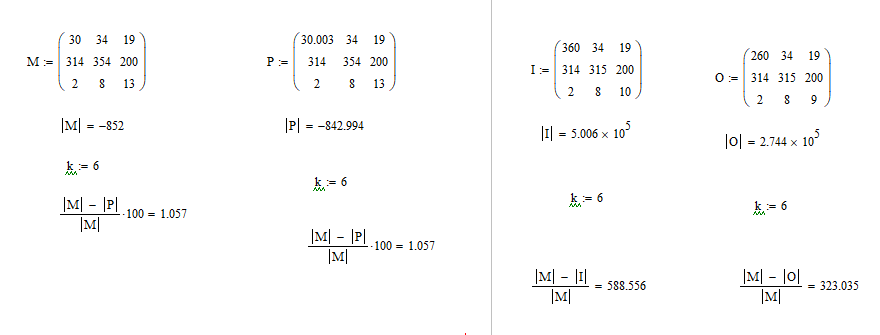 M := ( 30 34 19
314 354 200
2 8 13 )
|M| = −852
k := 6
(|M| − |P|) / |M| · 100 = 1.057
P := ( 30.003 34 19
314 354 200
2 8 13 )
|P| = −842.994
k := 6
(|M| − |P|) / |M| · 100 = 1.057
I := ( 360 34 19
314 315 200
2 8 10 )
|I| = 5.006 × 10^5
k := 6
(|M| − |I|) / |M| = 588.556
O := ( 260 34 19
314 315 200
2 8 9 )
|O| = 2.744 × 10^5
k := 6
(|M| − |O|) / |M| = 323.035